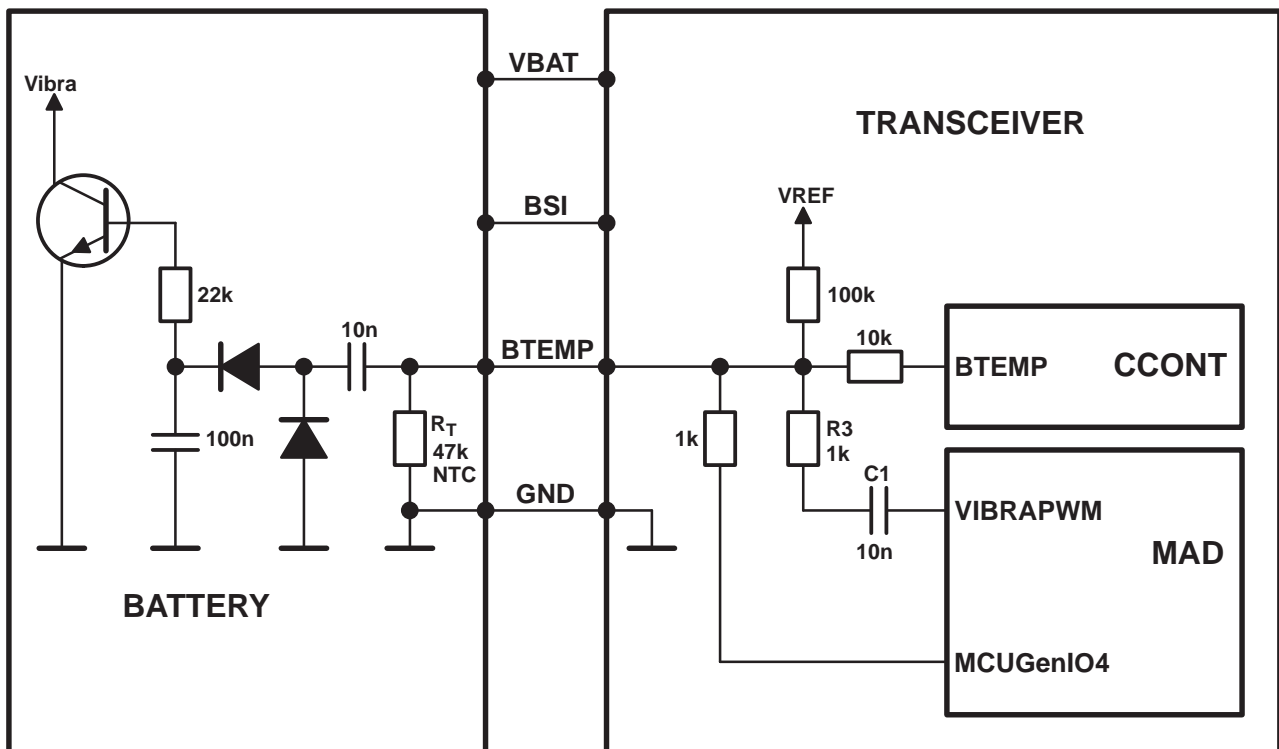 VBAT
Vibra
TRANSCEIVER
BSI
VREF
22k
100k
10n
BTEMP
10k
BTEMP
CCONT
100n
RT
47k
NTC
1k
R3
1k
C1
GND
VIBRAPWM
10n
MAD
BATTERY
MCUGenIO4